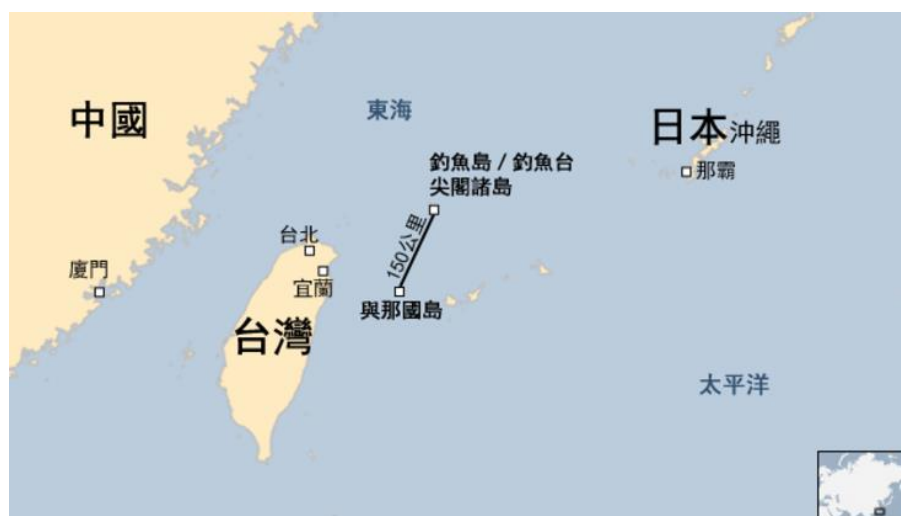 中國
東海
日本沖繩
那霸
釣魚島 / 釣魚台
尖閣諸島
150公里
台北
宜蘭
廈門
與那國島
台灣
太平洋